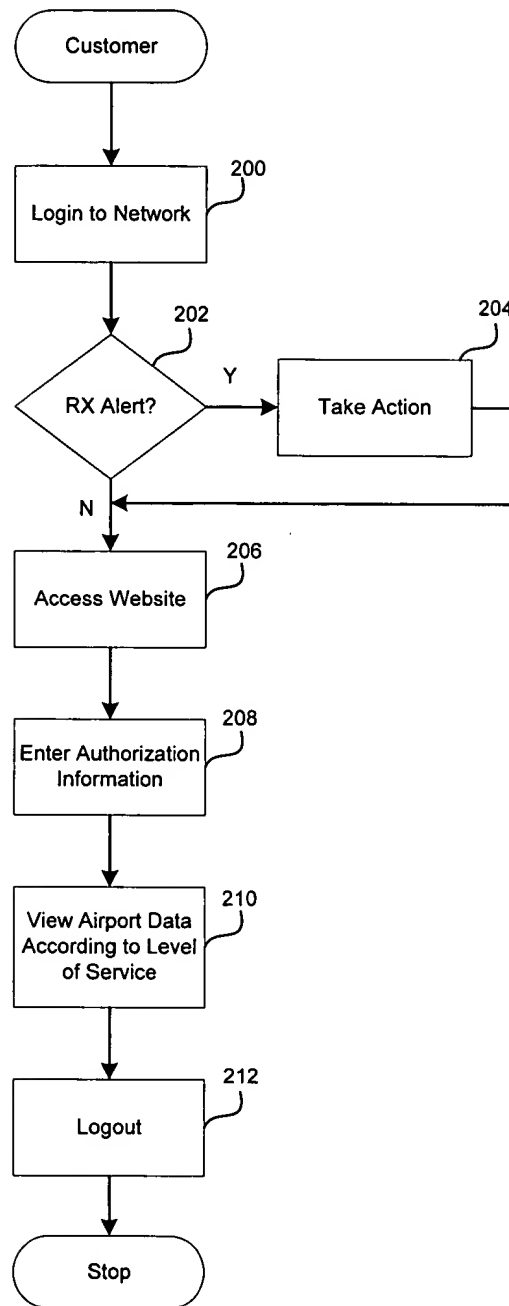 Customer
200
Login to Network
202
204
RX Alert?
Y
Take Action
N
206
Access Website
208
Enter Authorization
Information
210
View Airport Data
According to Level
of Service
212
Logout
Stop